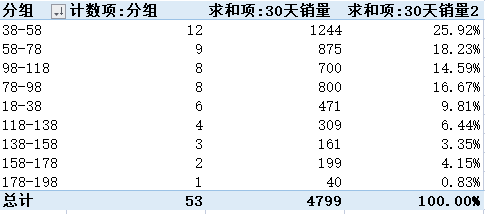 分组 计数项:分组 求和项:30天销量 求和项:30天销量2
38-58 12 1244 25.92%
58-78 9 875 18.23%
98-118 8 700 14.59%
78-98 8 800 16.67%
18-38 6 471 9.81%
118-138 4 309 6.44%
138-158 3 161 3.35%
158-178 2 199 4.15%
178-198 1 40 0.83%
总计 53 4799 100.00%